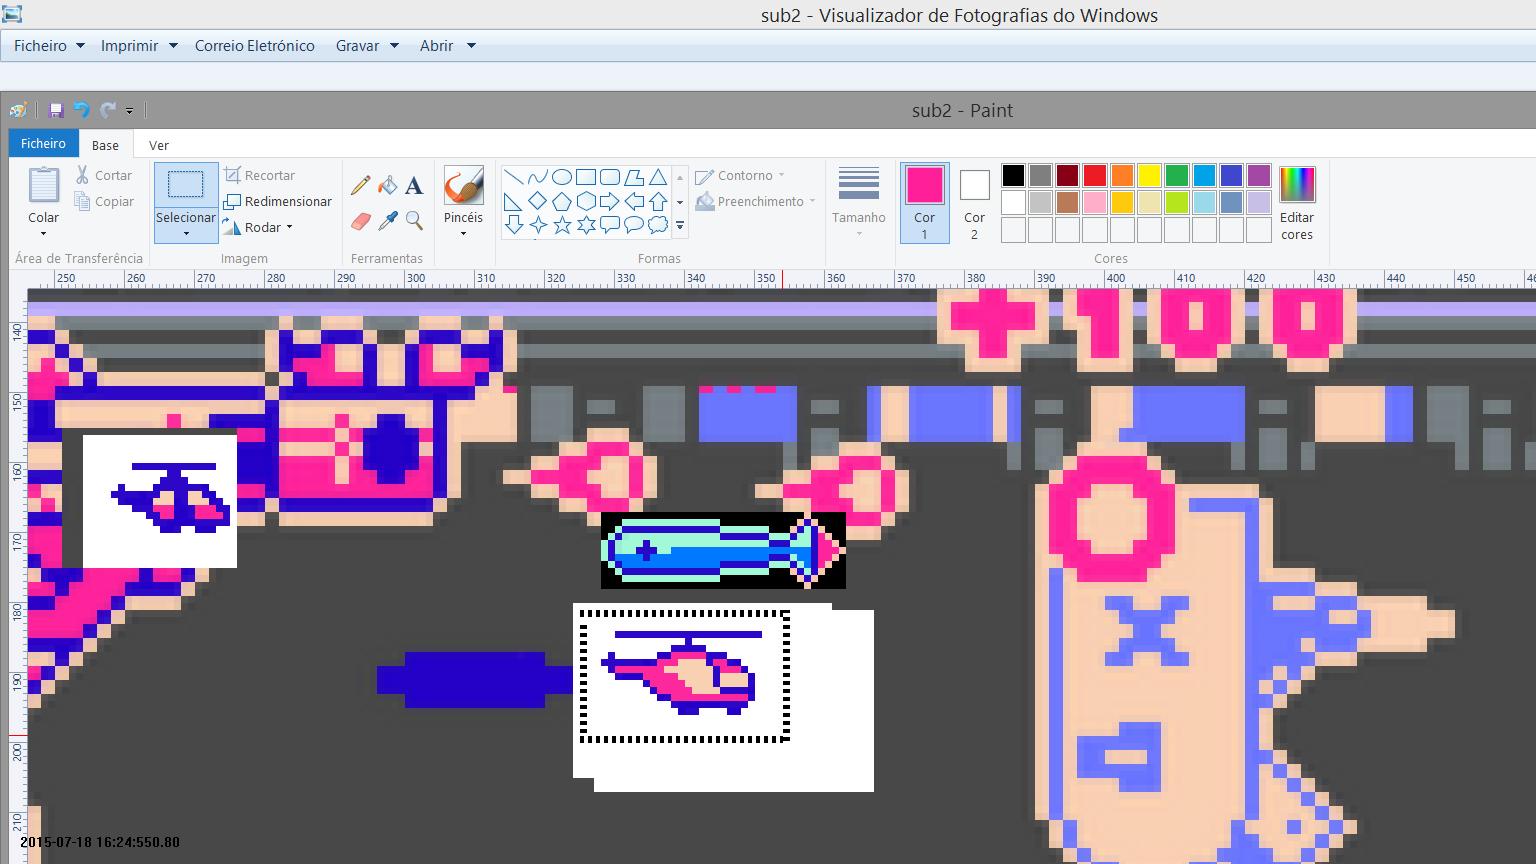 sub2 - Visualizador de Fotografias do Windows
Ficheiro Imprimir Correio Eletrónico Gravar Abrir
sub2 - Paint
Ficheiro Base Ver
Colar
Cortar
Copiar
Área de Transferência
Selecionar
Recortar
Redimensionar
Rodar
Imagem
A
Ferramentas
Pincéis
Contorno
Preenchimento
Formas
Tamanho
Cor 1
Cor 2
Editar cores
Cores
250 260 270 280 290 300 310 320 330 340 350 360 370 380 390 400 410 420 430 440 450
140
150
160
170
180
190
200
210
+100
2015-07-18 16:24:550.80